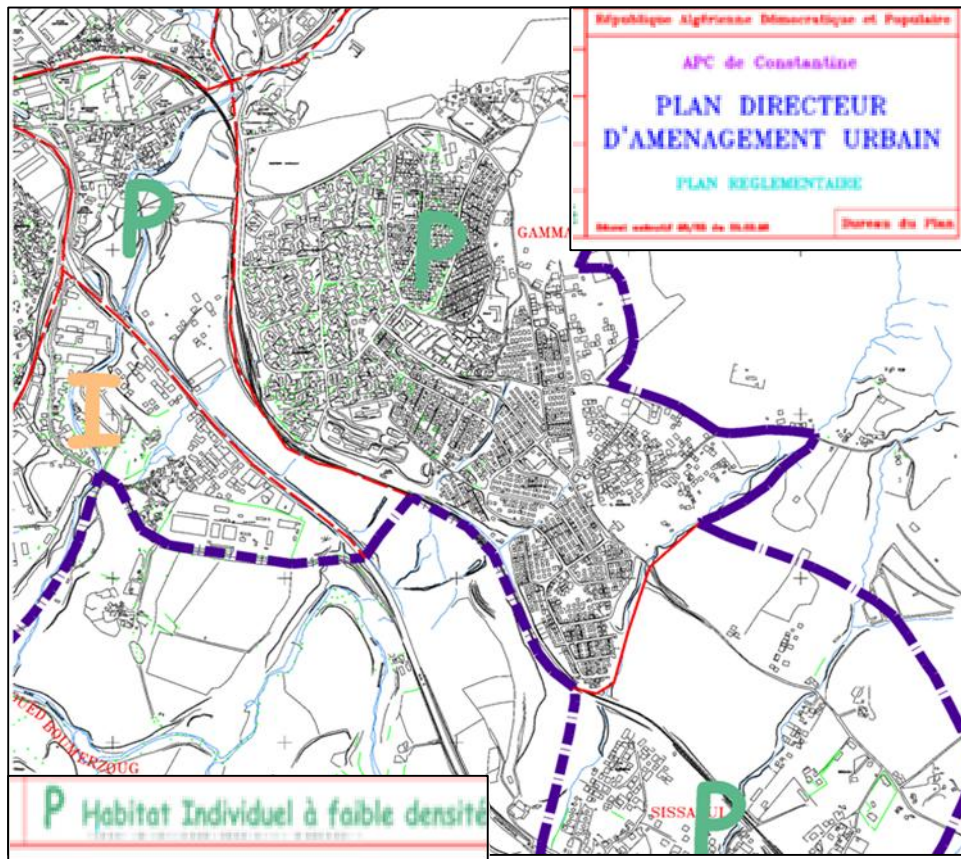 République Algérienne Démocratique et Populaire
APC de Constantine
PLAN DIRECTEUR
D'AMENAGEMENT URBAIN
PLAN REGLEMENTAIRE
Bureau du Plan
P
P
GAMMA
I
OUED BOUMERZOUG
SISSAOUI
P
P Habitat Individuel à faible densité